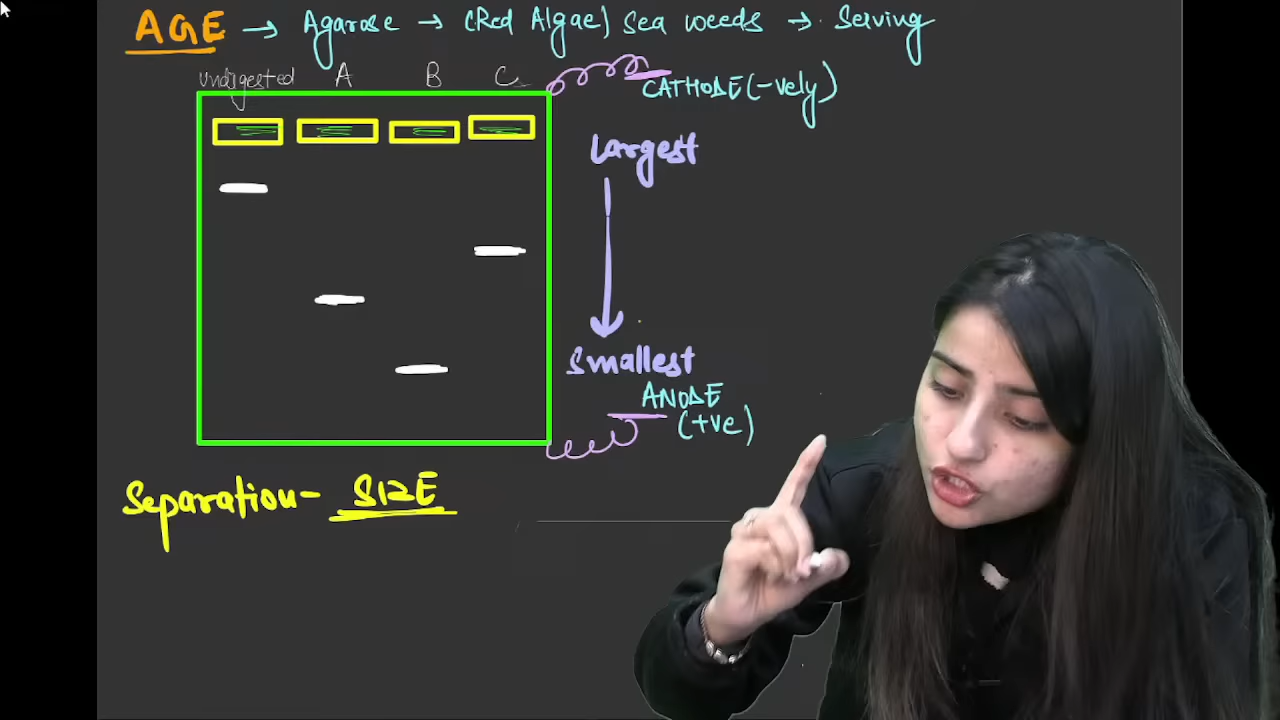 AGE → Agarose → (Red Algae) Sea weeds → Serving
undigested A B C
CATHODE (-vely)
Largest
Smallest
ANODE
(+ve)
Separation - SIZE